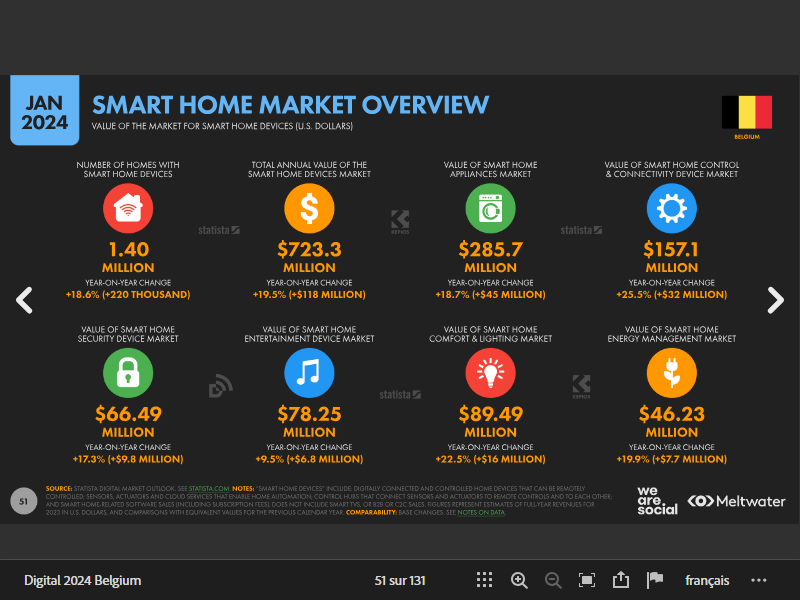 JAN
2024
SMART HOME MARKET OVERVIEW
VALUE OF THE MARKET FOR SMART HOME DEVICES (U.S. DOLLARS)
BELGIUM
NUMBER OF HOMES WITH
SMART HOME DEVICES
1.40
MILLION
YEAR-ON-YEAR CHANGE
+18.6% (+220 THOUSAND)
TOTAL ANNUAL VALUE OF THE
SMART HOME DEVICES MARKET
$723.3
MILLION
YEAR-ON-YEAR CHANGE
+19.5% (+$118 MILLION)
VALUE OF SMART HOME
APPLIANCES MARKET
$285.7
MILLION
YEAR-ON-YEAR CHANGE
+18.7% (+$45 MILLION)
VALUE OF SMART HOME CONTROL
& CONNECTIVITY DEVICE MARKET
$157.1
MILLION
YEAR-ON-YEAR CHANGE
+25.5% (+$32 MILLION)
statista
KEPIOS
statista
VALUE OF SMART HOME
SECURITY DEVICE MARKET
$66.49
MILLION
YEAR-ON-YEAR CHANGE
+17.3% (+$9.8 MILLION)
VALUE OF SMART HOME
ENTERTAINMENT DEVICE MARKET
$78.25
MILLION
YEAR-ON-YEAR CHANGE
+9.5% (+$6.8 MILLION)
VALUE OF SMART HOME
COMFORT & LIGHTING MARKET
$89.49
MILLION
YEAR-ON-YEAR CHANGE
+22.5% (+$16 MILLION)
VALUE OF SMART HOME
ENERGY MANAGEMENT MARKET
$46.23
MILLION
YEAR-ON-YEAR CHANGE
+19.9% (+$7.7 MILLION)
statista
KEPIOS
51
SOURCE: STATISTA DIGITAL MARKET OUTLOOK. SEE STATISTA.COM. NOTES: "SMART HOME DEVICES" INCLUDE DIGITALLY CONNECTED AND CONTROLLED HOME DEVICES THAT CAN BE REMOTELY
CONTROLLED; SENSORS, ACTUATORS AND CLOUD SERVICES THAT ENABLE HOME AUTOMATION; CONTROL HUBS THAT CONNECT SENSORS AND ACTUATORS TO REMOTE CONTROLS AND TO EACH OTHER;
AND SMART HOME RELATED SOFTWARE SALES (INCLUDING SUBSCRIPTION FEES). DOES NOT INCLUDE SMART TVS, OR B2B OR C2C SALES. FIGURES REPRESENT ESTIMATES OF FULL-YEAR REVENUES FOR
2023 IN U.S. DOLLARS, AND COMPARISONS WITH EQUIVALENT VALUES FOR THE PREVIOUS CALENDAR YEAR. COMPARABILITY: BASE CHANGES. SEE NOTES ON DATA.
we
are.
social
Meltwater
Digital 2024 Belgium
51 sur 131
français